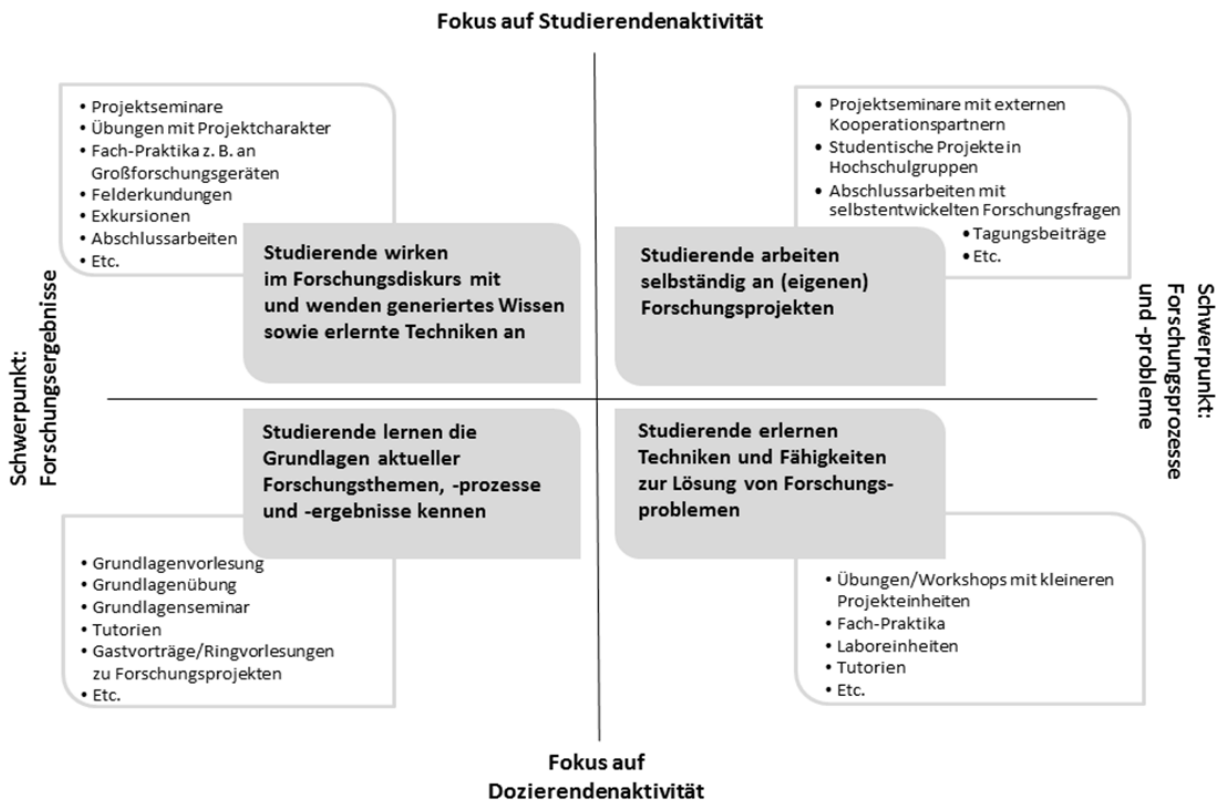 Fokus auf Studierendenaktivität
• Projektseminare
• Übungen mit Projektcharakter
• Fach-Praktika z. B. an
Großforschungsgeräten
• Felderkundungen
• Exkursionen
• Abschlussarbeiten
• Etc.
Studierende wirken
im Forschungsdiskurs mit
und wenden generiertes Wissen
sowie erlernte Techniken an
• Projektseminare mit externen
Kooperationspartnern
• Studentische Projekte in
Hochschulgruppen
• Abschlussarbeiten mit
selbstentwickelten Forschungsfragen
• Tagungsbeiträge
• Etc.
Studierende arbeiten
selbständig an (eigenen)
Forschungsprojekten
Schwerpunkt:
Forschungsergebnisse
Schwerpunkt:
Forschungsprozesse
und -probleme
Studierende lernen die
Grundlagen aktueller
Forschungsthemen, -prozesse
und -ergebnisse kennen
• Grundlagenvorlesung
• Grundlagenübung
• Grundlagenseminar
• Tutorien
• Gastvorträge/Ringvorlesungen
zu Forschungsprojekten
• Etc.
Studierende erlernen
Techniken und Fähigkeiten
zur Lösung von Forschungs-
problemen
• Übungen/Workshops mit kleineren
Projekteinheiten
• Fach-Praktika
• Laboreinheiten
• Tutorien
• Etc.
Fokus auf
Dozierendenaktivität